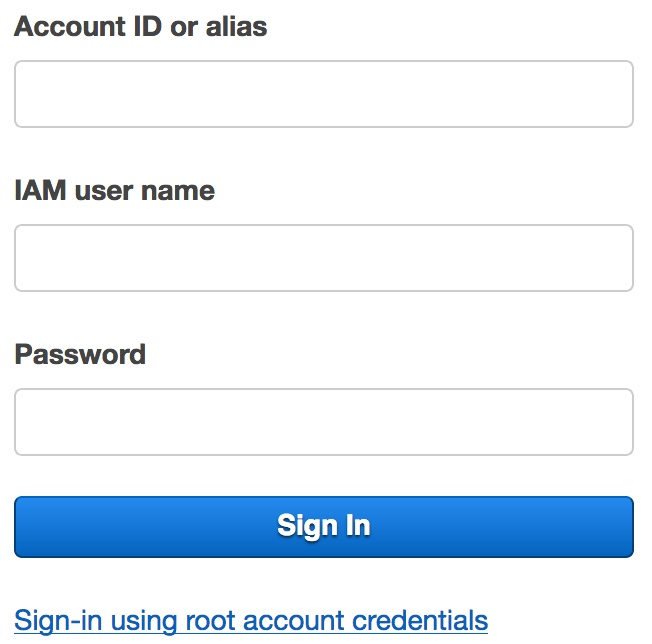 Account ID or alias
IAM user name
Password
Sign In
Sign-in using root account credentials